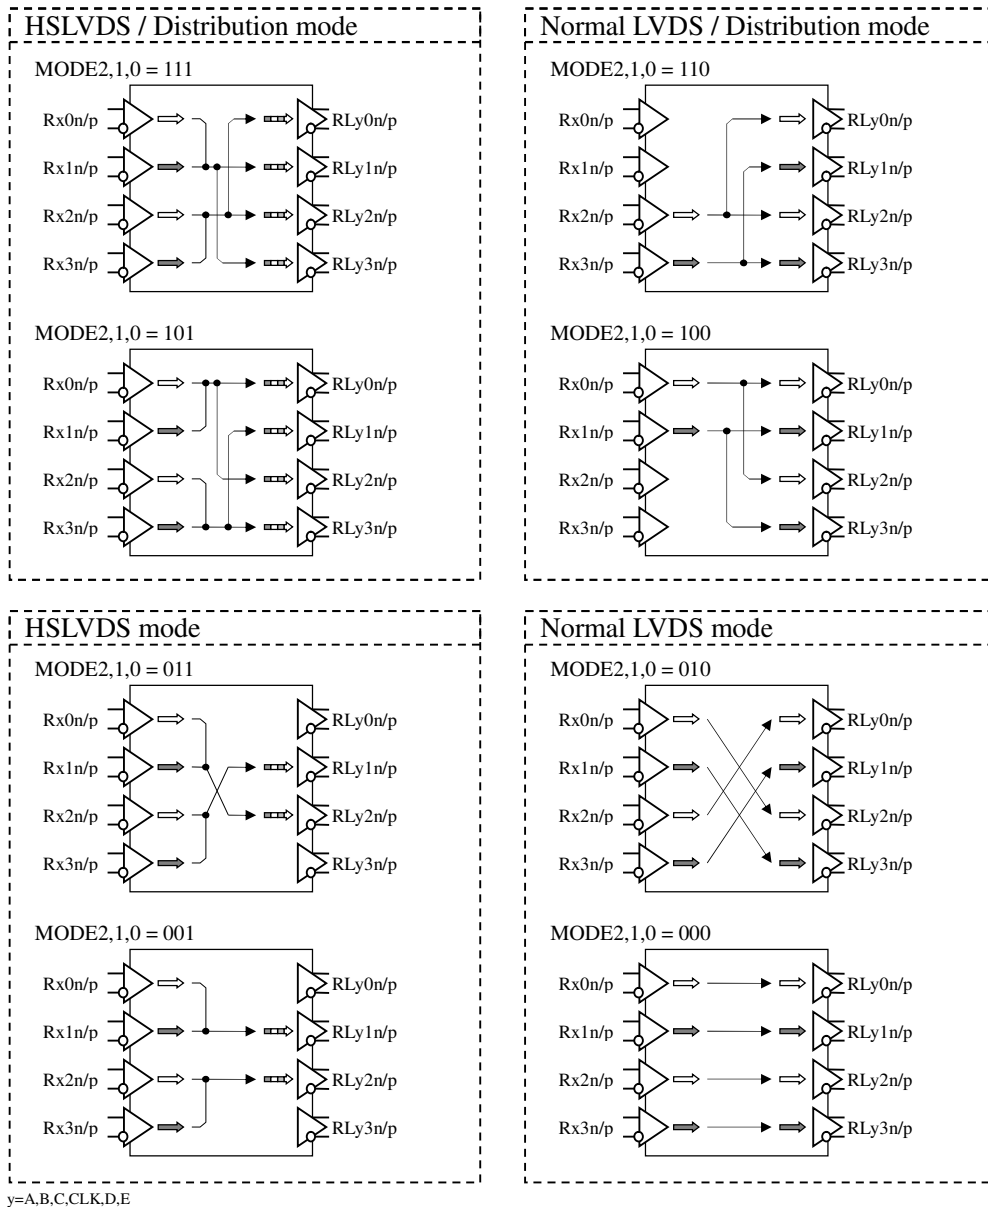 HSLVDS / Distribution mode
MODE2,1,0 = 111
Rx0n/p RLy0n/p
Rx1n/p RLy1n/p
Rx2n/p RLy2n/p
Rx3n/p RLy3n/p
MODE2,1,0 = 101
Rx0n/p RLy0n/p
Rx1n/p RLy1n/p
Rx2n/p RLy2n/p
Rx3n/p RLy3n/p
Normal LVDS / Distribution mode
MODE2,1,0 = 110
Rx0n/p RLy0n/p
Rx1n/p RLy1n/p
Rx2n/p RLy2n/p
Rx3n/p RLy3n/p
MODE2,1,0 = 100
Rx0n/p RLy0n/p
Rx1n/p RLy1n/p
Rx2n/p RLy2n/p
Rx3n/p RLy3n/p
HSLVDS mode
MODE2,1,0 = 011
Rx0n/p RLy0n/p
Rx1n/p RLy1n/p
Rx2n/p RLy2n/p
Rx3n/p RLy3n/p
MODE2,1,0 = 001
Rx0n/p RLy0n/p
Rx1n/p RLy1n/p
Rx2n/p RLy2n/p
Rx3n/p RLy3n/p
Normal LVDS mode
MODE2,1,0 = 010
Rx0n/p RLy0n/p
Rx1n/p RLy1n/p
Rx2n/p RLy2n/p
Rx3n/p RLy3n/p
MODE2,1,0 = 000
Rx0n/p RLy0n/p
Rx1n/p RLy1n/p
Rx2n/p RLy2n/p
Rx3n/p RLy3n/p
y=A,B,C,CLK,D,E